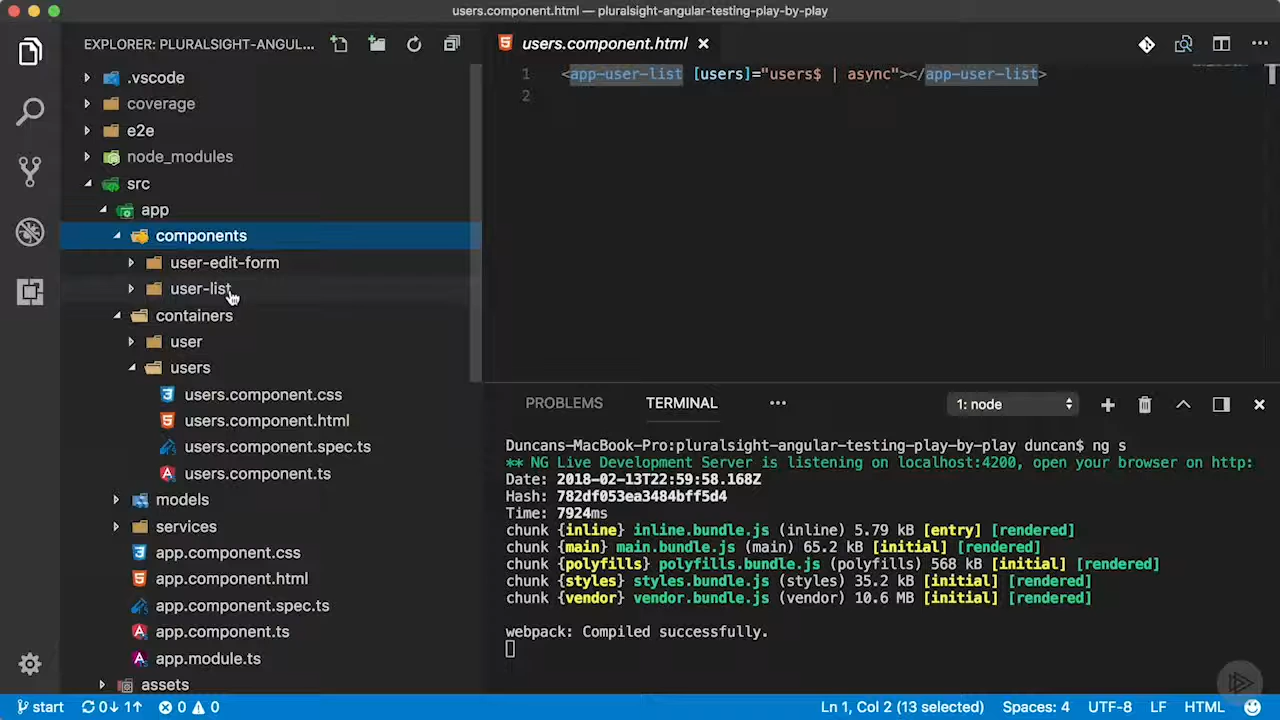 users.component.html — pluralsight-angular-testing-play-by-play
EXPLORER: PLURALSIGHT-ANGUL...
.vscode
coverage
e2e
node_modules
src
app
components
user-edit-form
user-list
containers
user
users
users.component.css
users.component.html
users.component.spec.ts
users.component.ts
models
services
app.component.css
app.component.html
app.component.spec.ts
app.component.ts
app.module.ts
assets
users.component.html
1 <app-user-list [users]="users$ | async"></app-user-list>
2
PROBLEMS TERMINAL ••• 1: node
Duncans-MacBook-Pro:pluralsight-angular-testing-play-by-play duncan$ ng s
** NG Live Development Server is listening on localhost:4200, open your browser on http:
Date: 2018-02-13T22:59:58.168Z
Hash: 782df053ea3484bff5d4
Time: 7924ms
chunk {inline} inline.bundle.js (inline) 5.79 kB [entry] [rendered]
chunk {main} main.bundle.js (main) 65.2 kB [initial] [rendered]
chunk {polyfills} polyfills.bundle.js (polyfills) 568 kB [initial] [rendered]
chunk {styles} styles.bundle.js (styles) 35.2 kB [initial] [rendered]
chunk {vendor} vendor.bundle.js (vendor) 10.6 MB [initial] [rendered]
webpack: Compiled successfully.
start 0↓ 1↑ 0 0 Ln 1, Col 2 (13 selected) Spaces: 4 UTF-8 LF HTML